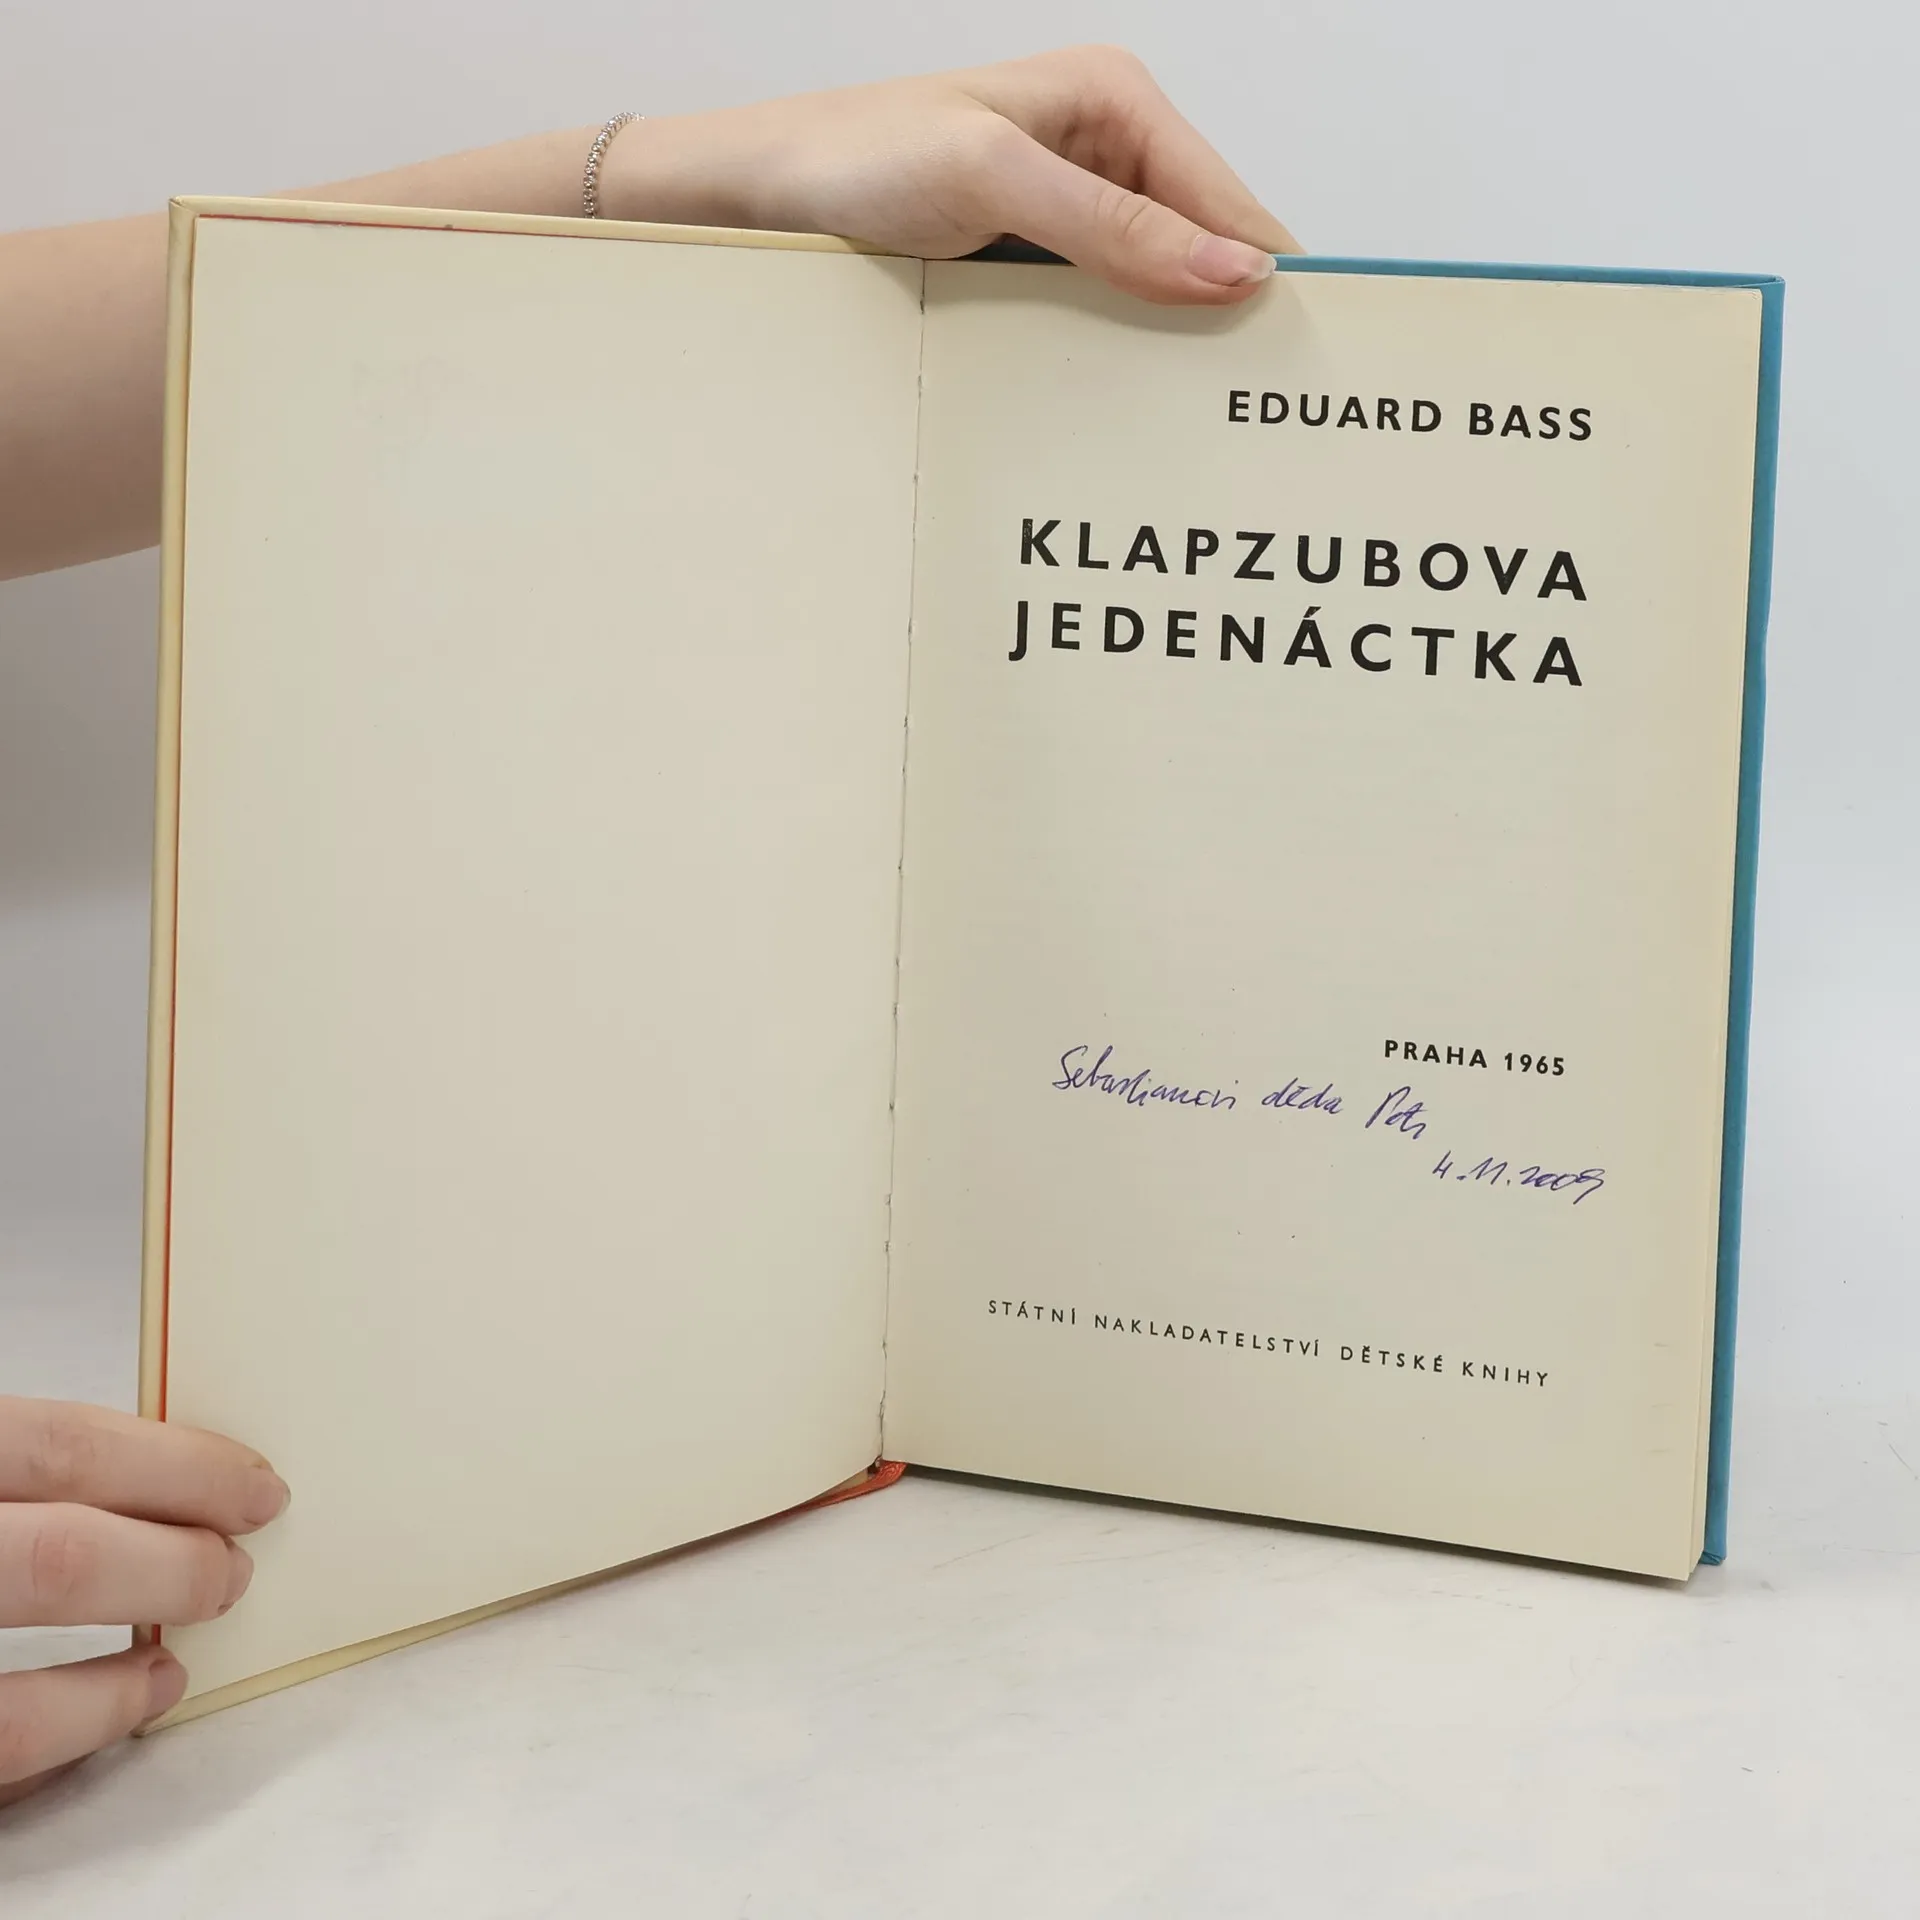 EDUARD BASS
KLAPZUBOVA
JEDENÁCTKA
PRAHA 1965
Sebastianovi děda Petr
4.11.2009
STÁTNÍ NAKLADATELSTVÍ DĚTSKÉ KNIHY